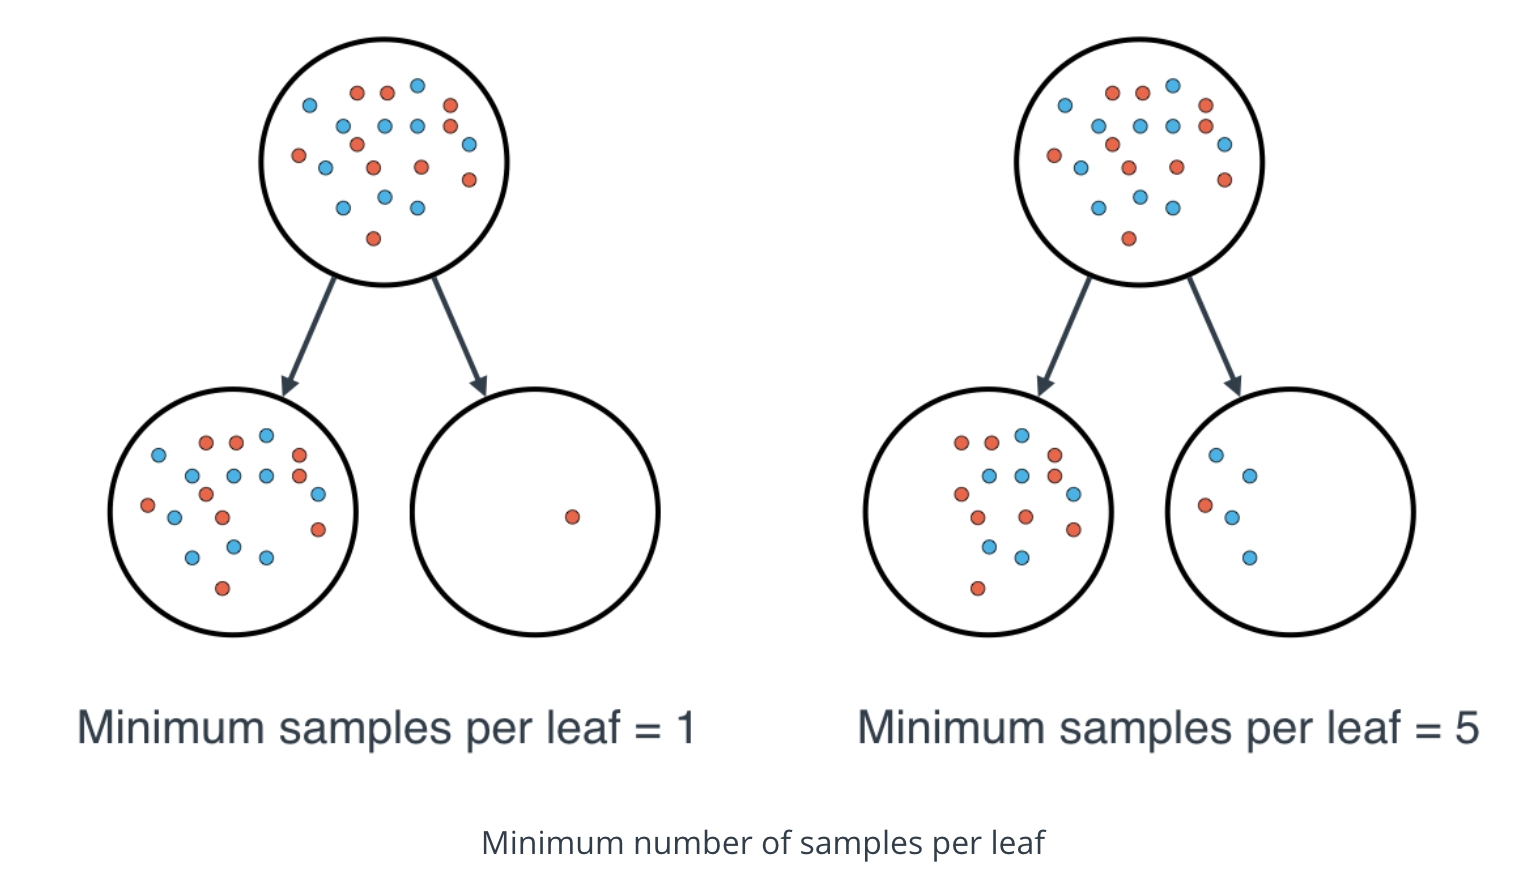 Minimum samples per leaf = 1
Minimum samples per leaf = 5
Minimum number of samples per leaf